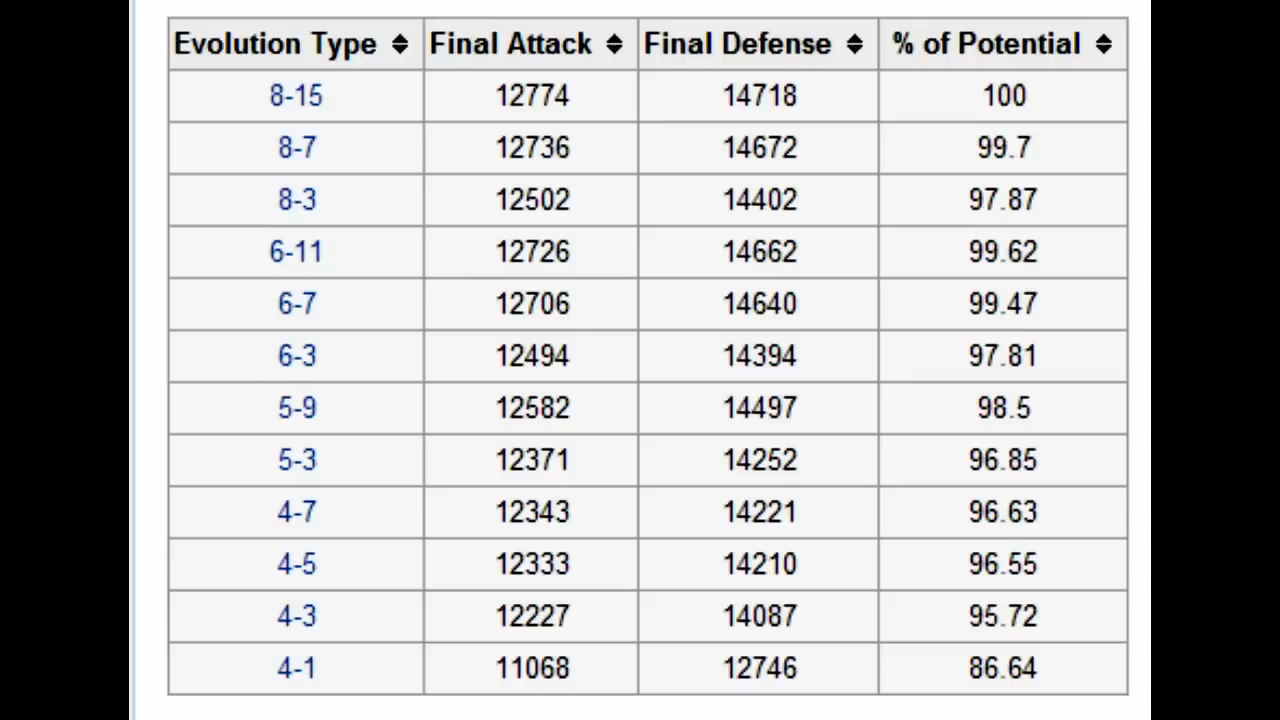 Evolution Type Final Attack Final Defense % of Potential
8-15 12774 14718 100
8-7 12736 14672 99.7
8-3 12502 14402 97.87
6-11 12726 14662 99.62
6-7 12706 14640 99.47
6-3 12494 14394 97.81
5-9 12582 14497 98.5
5-3 12371 14252 96.85
4-7 12343 14221 96.63
4-5 12333 14210 96.55
4-3 12227 14087 95.72
4-1 11068 12746 86.64